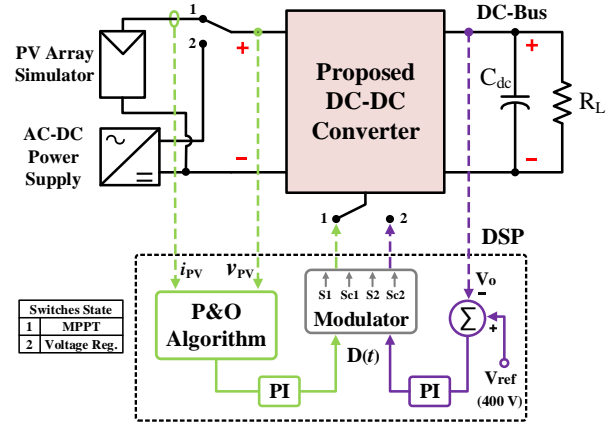 1
DC-Bus
PV Array
Simulator
2
+
−
Proposed
DC-DC
Converter
+
−
Cdc
RL
AC-DC
Power
Supply
1
2
DSP
iPV
vPV
S1 Sc1 S2 Sc2
Modulator
P&O
Algorithm
D(t)
PI
PI
Vo
−
Σ
+
Vref
(400 V)
Switches State
1 MPPT
2 Voltage Reg.